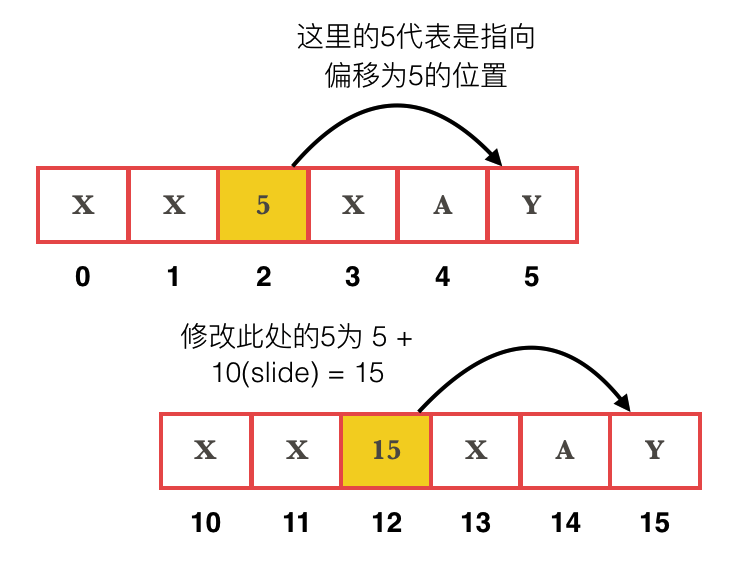 这里的5代表是指向
偏移为5的位置
X X 5 X A Y
0 1 2 3 4 5
修改此处的5为 5 +
10(slide) = 15
X X 15 X A Y
10 11 12 13 14 15